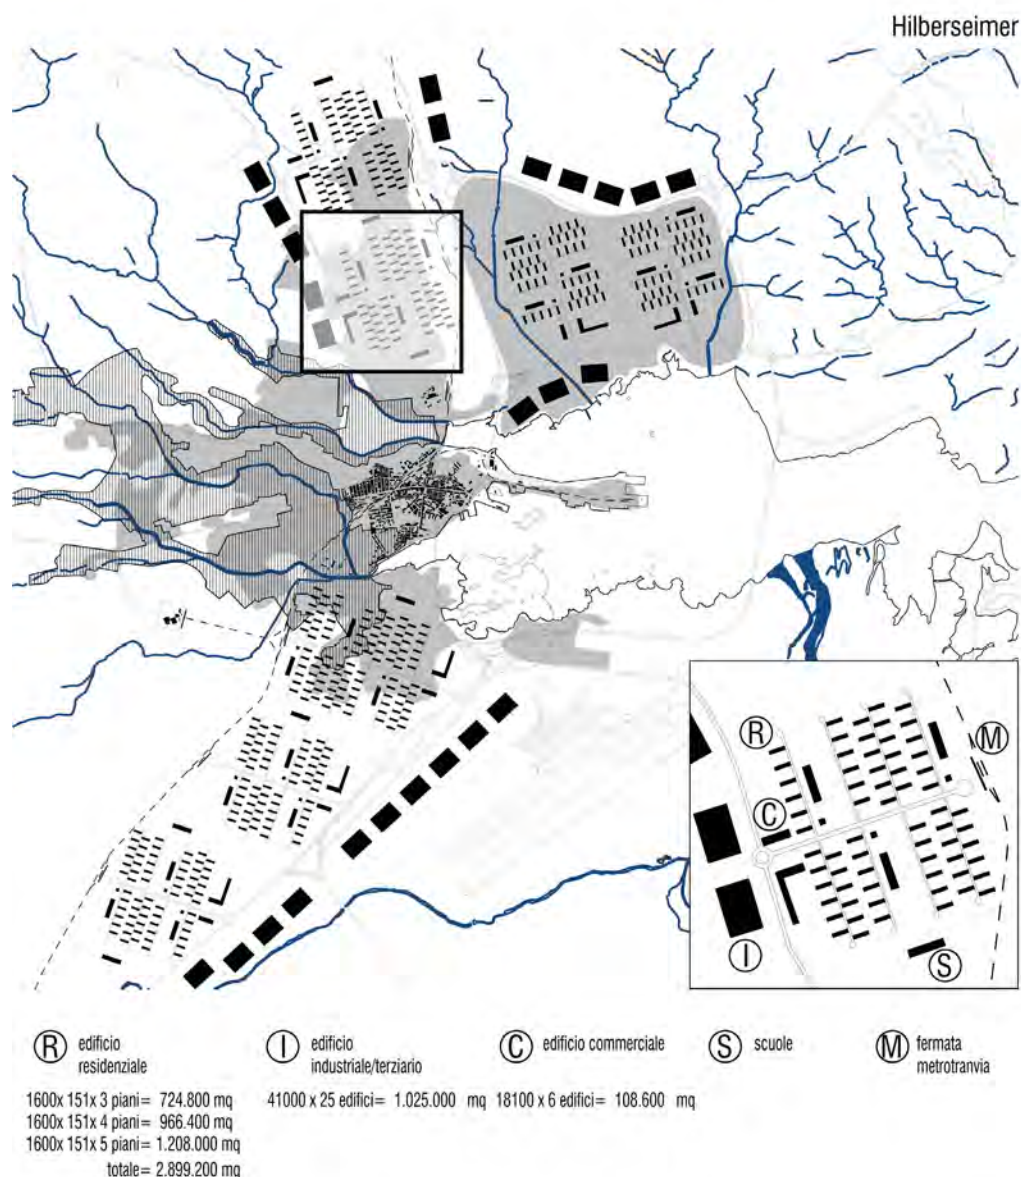 Hilberseimer
R
M
C
I
S
R edificio
residenziale
I edificio
industriale/terziario
C edificio commerciale
S scuole
M fermata
metrotranvia
1600x 151x 3 piani= 724.800 mq
1600x 151x 4 piani= 966.400 mq
1600x 151x 5 piani= 1.208.000 mq
totale= 2.899.200 mq
41000 x 25 edifici= 1.025.000 mq
18100 x 6 edifici= 108.600 mq